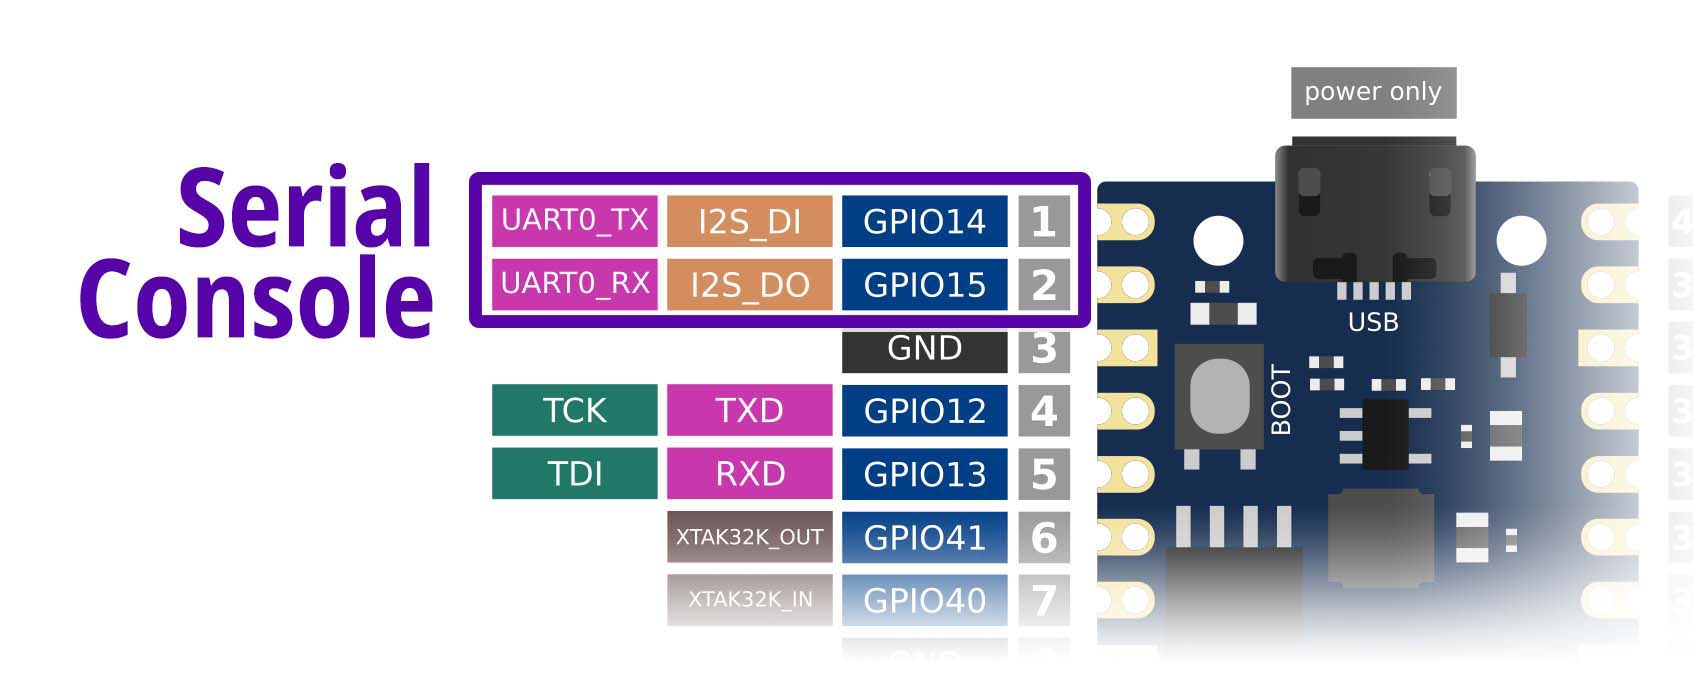 power only
Serial
Console
UART0_TX I2S_DI GPIO14 1
UART0_RX I2S_DO GPIO15 2
GND 3
TCK TXD GPIO12 4
TDI RXD GPIO13 5
XTAK32K_OUT GPIO41 6
XTAK32K_IN GPIO40 7
USB
BOOT